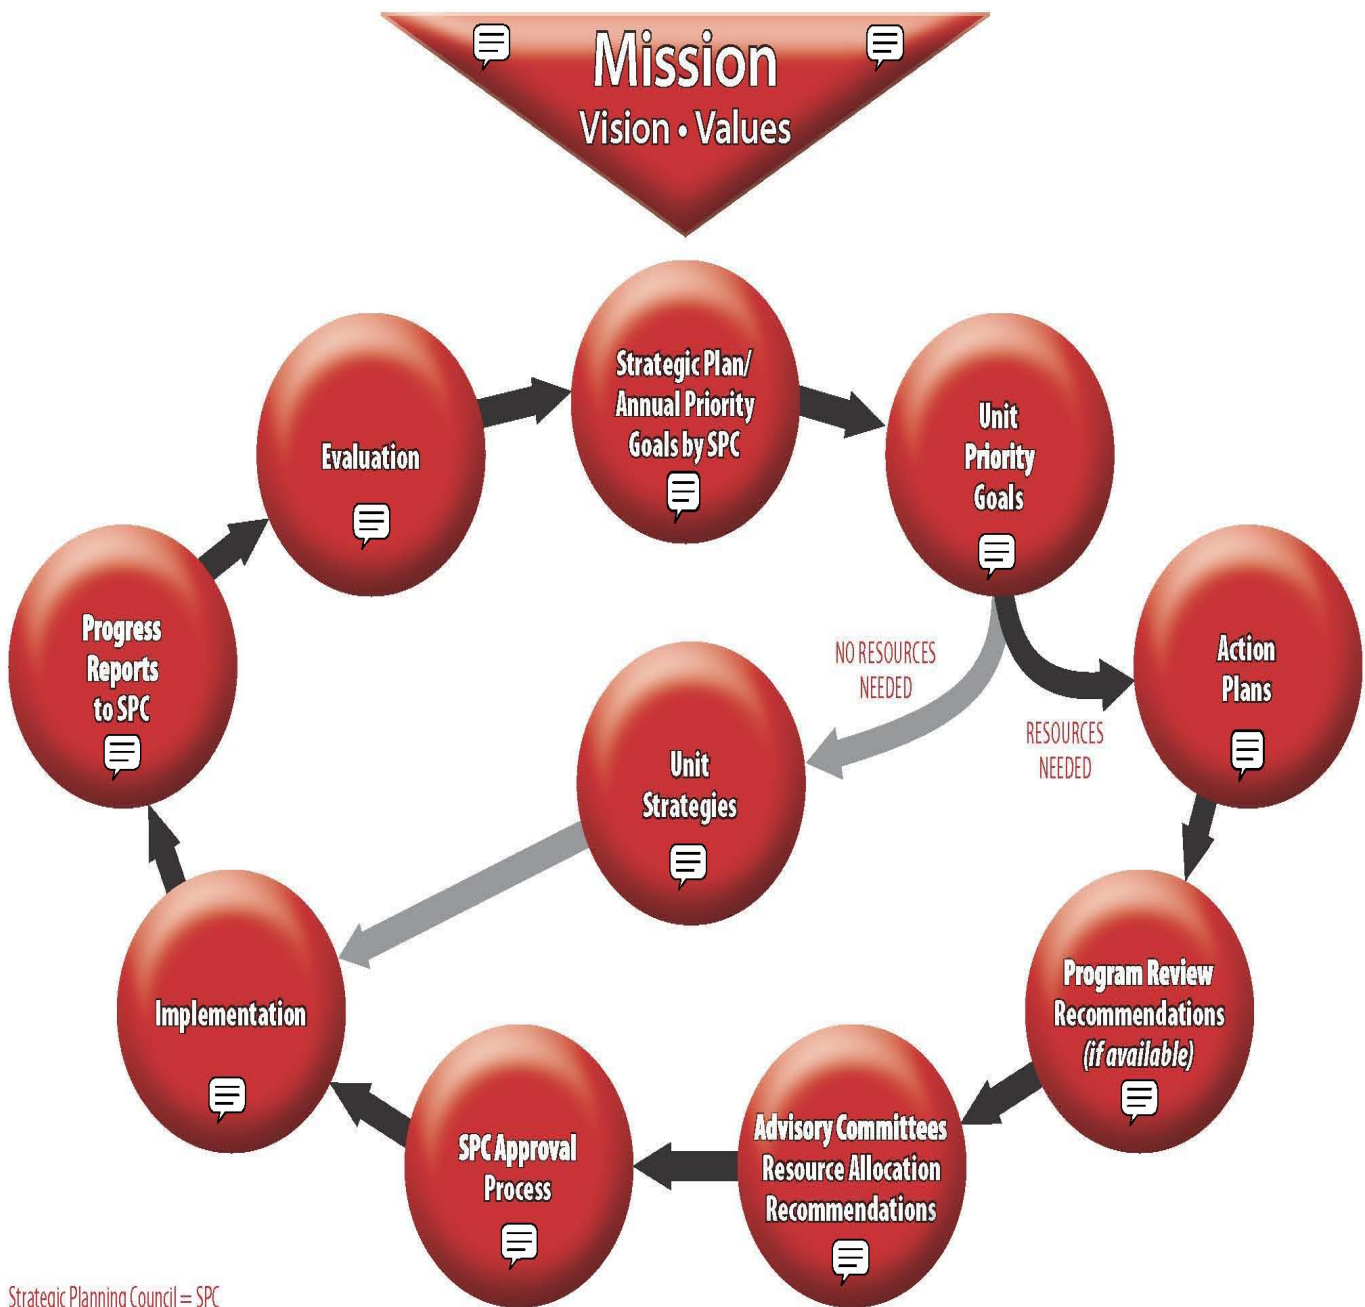 Mission
Vision • Values
Strategic Plan/
Annual Priority
Goals by SPC
Unit
Priority
Goals
Evaluation
Progress
Reports
to SPC
NO RESOURCES
NEEDED
RESOURCES
NEEDED
Action
Plans
Unit
Strategies
Program Review
Recommendations
(if available)
Implementation
Advisory Committees
Resource Allocation
Recommendations
SPC Approval
Process
Strategic Planning Council = SPC